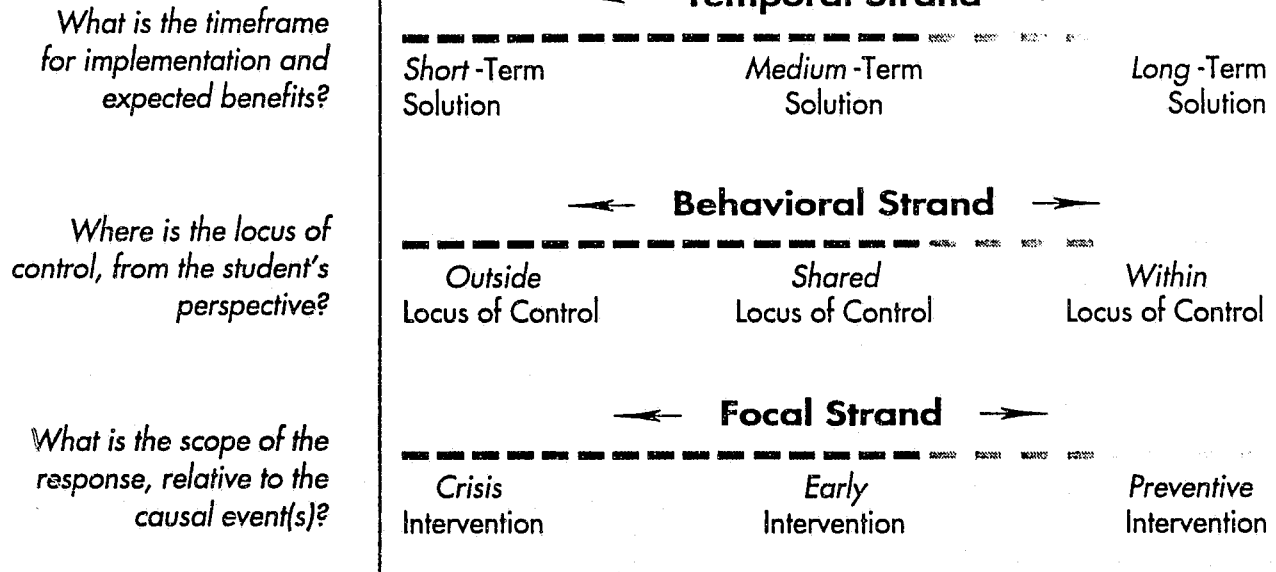 What is the timeframe
for implementation and
expected benefits?
Temporal Strand
Short-Term
Solution
Medium-Term
Solution
Long-Term
Solution
Where is the locus of
control, from the student's
perspective?
Behavioral Strand
Outside
Locus of Control
Shared
Locus of Control
Within
Locus of Control
What is the scope of the
response, relative to the
causal event(s)?
Focal Strand
Crisis
Intervention
Early
Intervention
Preventive
Intervention